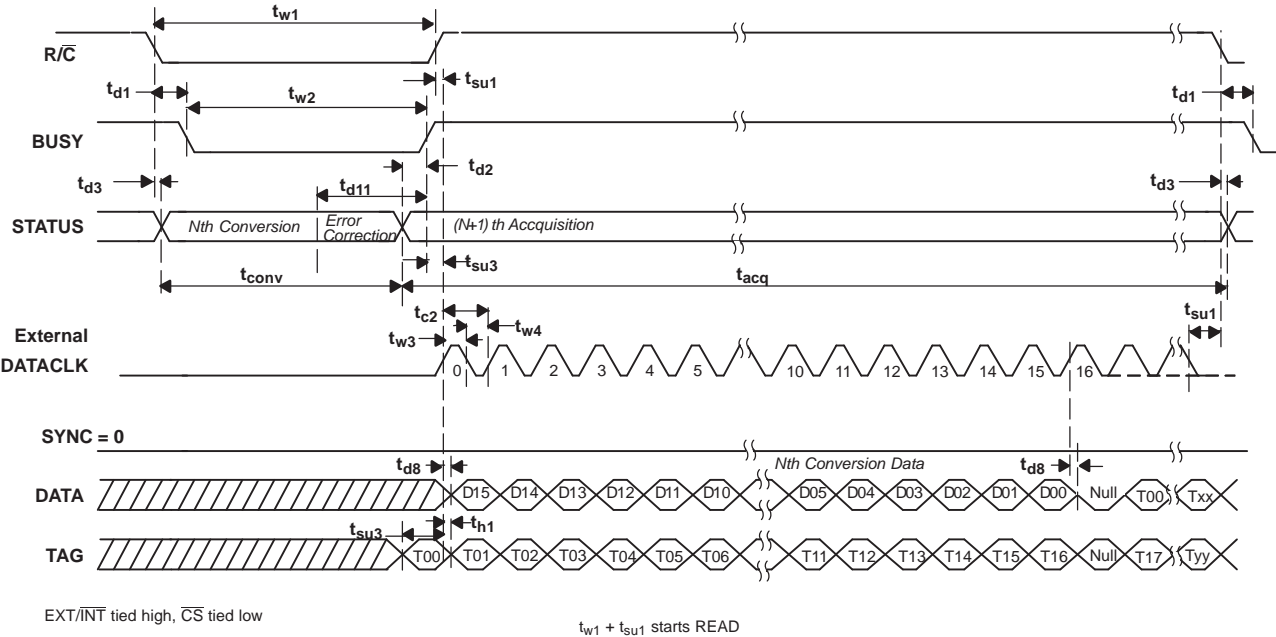 tw1
R/C
tsu1
td1
tw2
td1
BUSY
td2
td3
td11
td3
STATUS
Nth Conversion
Error
Correction
(N+1) th Accquisition
tsu3
tconv
tacq
tc2
tsu1
External
tw3
tw4
DATACLK
0 1 2 3 4 5 10 11 12 13 14 15 16
SYNC = 0
td8
Nth Conversion Data
td8
DATA
D15 D14 D13 D12 D11 D10 D05 D04 D03 D02 D01 D00 Null T00 Txx
tsu3
th1
TAG
T00 T01 T02 T03 T04 T05 T06 T11 T12 T13 T14 T15 T16 Null T17 Tyy
EXT/INT tied high, CS tied low
tw1 + tsu1 starts READ